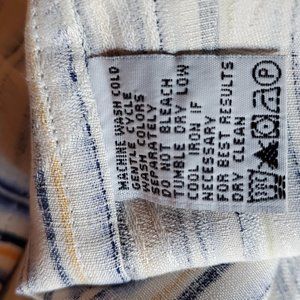 MACHINE WASH COLD
GENTLE CYCLE
WASH COLORS
SEPARATELY
DO NOT BLEACH
TUMBLE DRY LOW
COOL IRON IF
NECESSARY
FOR BEST RESULTS
DRY CLEAN
P